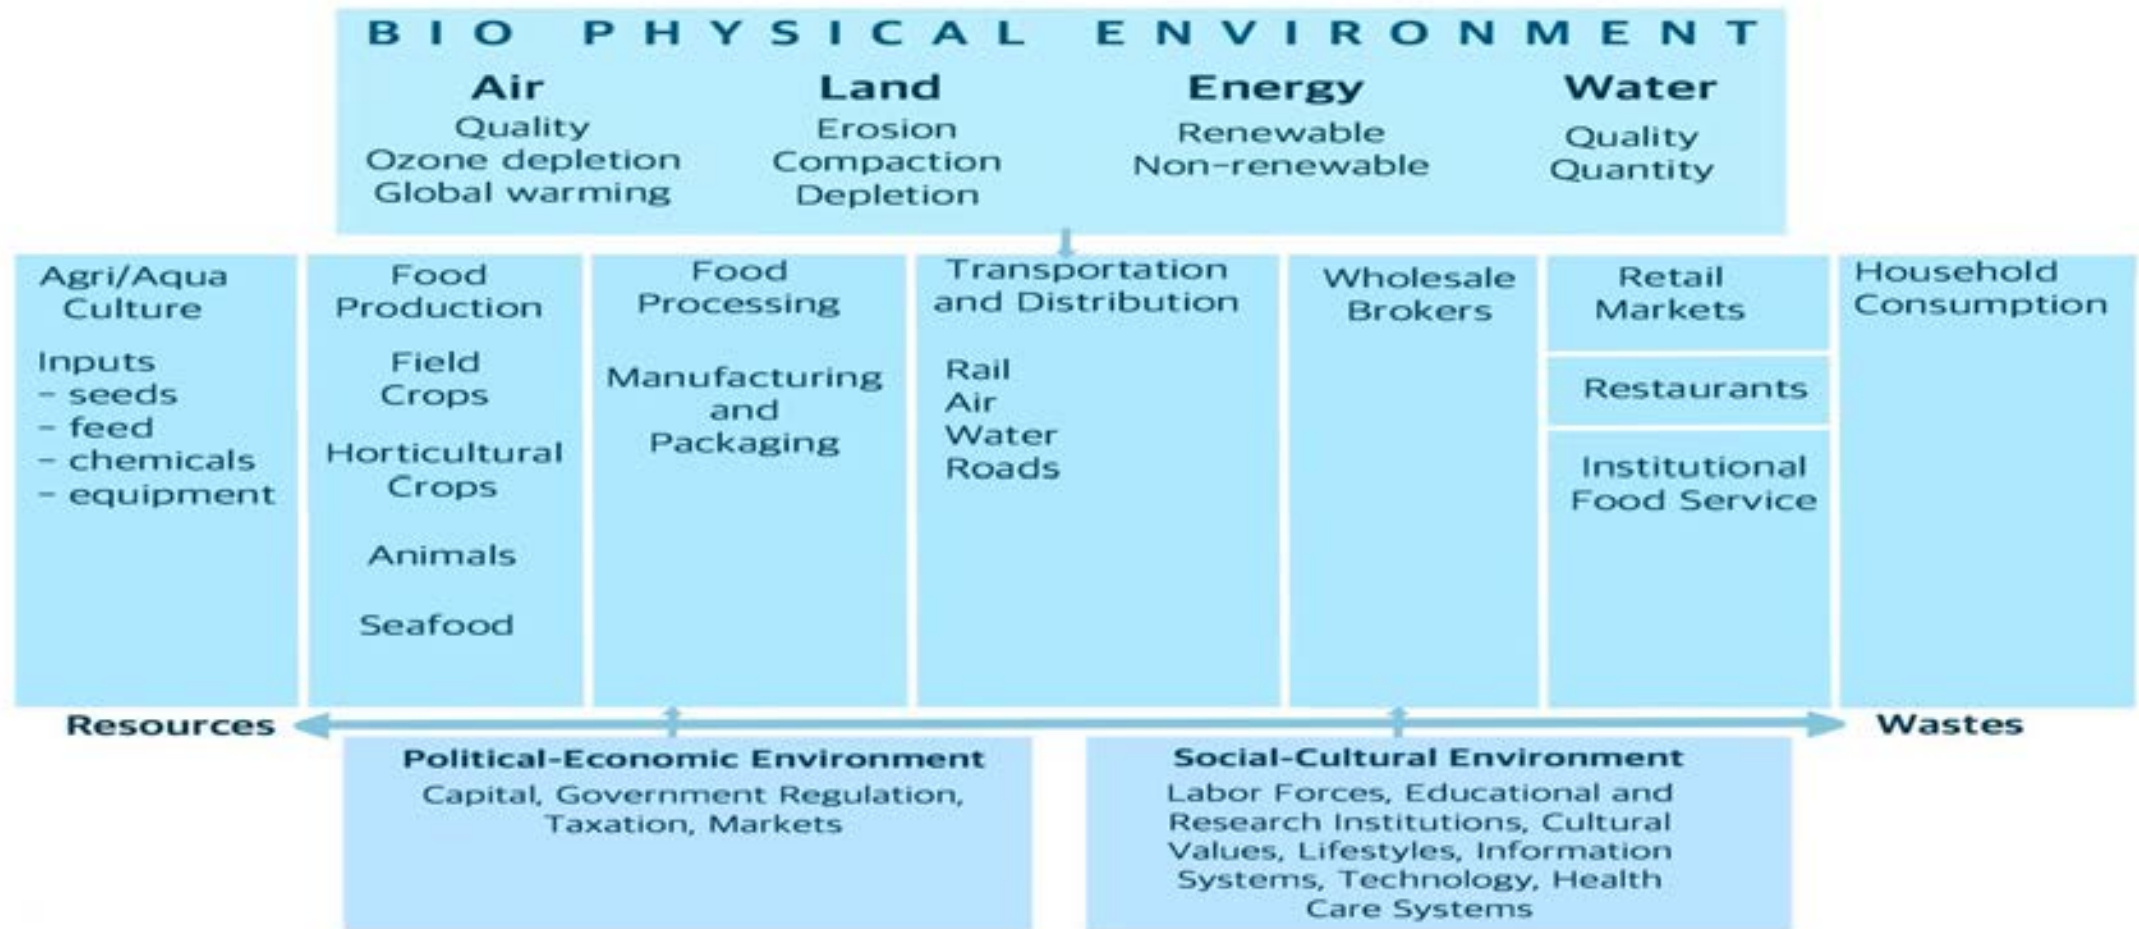 BIO PHYSICAL ENVIRONMENT
Air
Quality
Ozone depletion
Global warming
Land
Erosion
Compaction
Depletion
Energy
Renewable
Non-renewable
Water
Quality
Quantity
Agri/Aqua
Culture
Inputs
- seeds
- feed
- chemicals
- equipment
Food
Production
Field
Crops
Horticultural
Crops
Animals
Seafood
Food
Processing
Manufacturing
and
Packaging
Transportation
and Distribution
Rail
Air
Water
Roads
Wholesale
Brokers
Retail
Markets
Restaurants
Institutional
Food Service
Household
Consumption
Resources
Wastes
Political-Economic Environment
Capital, Government Regulation,
Taxation, Markets
Social-Cultural Environment
Labor Forces, Educational and
Research Institutions, Cultural
Values, Lifestyles, Information
Systems, Technology, Health
Care Systems